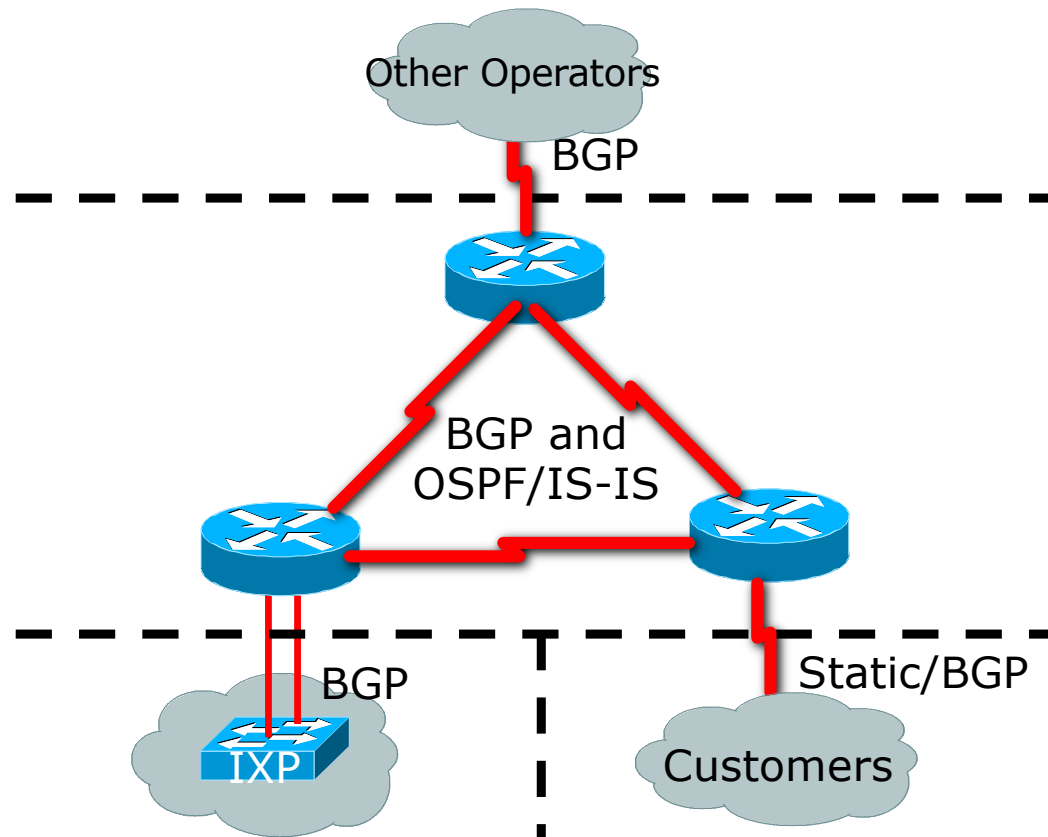 Other Operators
BGP
BGP and
OSPF/IS-IS
BGP
Static/BGP
IXP
Customers